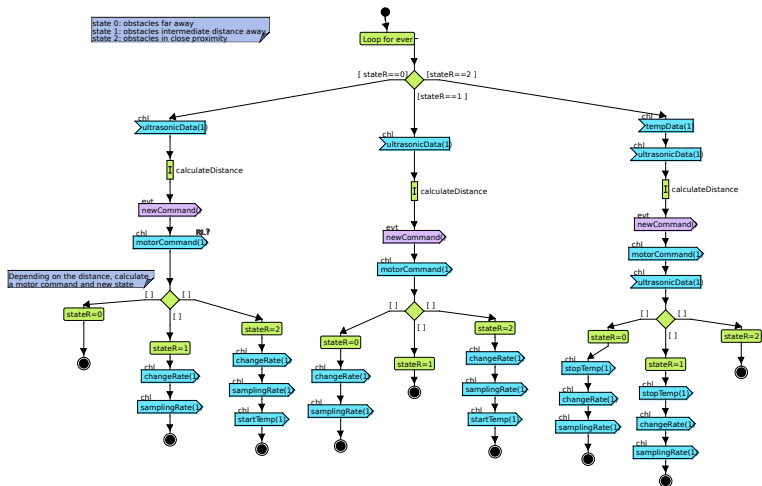 state 0: obstacles far away
state 1: obstacles intermediate distance away
state 2: obstacles in close proximity
Loop for ever
[ stateR==0]
[stateR==2 ]
[stateR==1 ]
chl
ultrasonicData(1)
calculateDistance
evt
newCommand()
chl
motorCommand(1)
RL?
Depending on the distance, calculate
a motor command and new state
[ ]
[ ]
[ ]
stateR=0
stateR=1
chl
changeRate(1)
chl
samplingRate(1)
stateR=2
chl
changeRate(1)
chl
samplingRate(1)
chl
startTemp(1)
chl
ultrasonicData(1)
calculateDistance
evt
newCommand()
chl
motorCommand(1)
[ ]
[ ]
[ ]
stateR=0
chl
changeRate(1)
chl
samplingRate(1)
stateR=1
stateR=2
chl
changeRate(1)
chl
samplingRate(1)
chl
startTemp(1)
chl
tempData(1)
chl
ultrasonicData(1)
calculateDistance
evt
newCommand()
chl
motorCommand(1)
chl
ultrasonicData(1)
[ ]
[ ]
[ ]
stateR=0
chl
stopTemp(1)
chl
changeRate(1)
chl
samplingRate(1)
stateR=1
chl
stopTemp(1)
chl
changeRate(1)
chl
samplingRate(1)
stateR=2